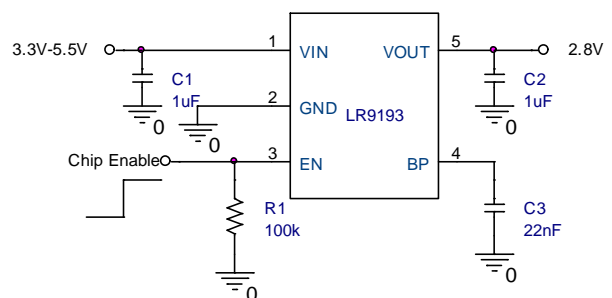 3.3V-5.5V
1
VIN
VOUT
5
2.8V
C1
1uF
0
2
GND
0
LR9193
C2
1uF
0
Chip Enable
3
EN
BP
4
R1
100k
0
C3
22nF
0